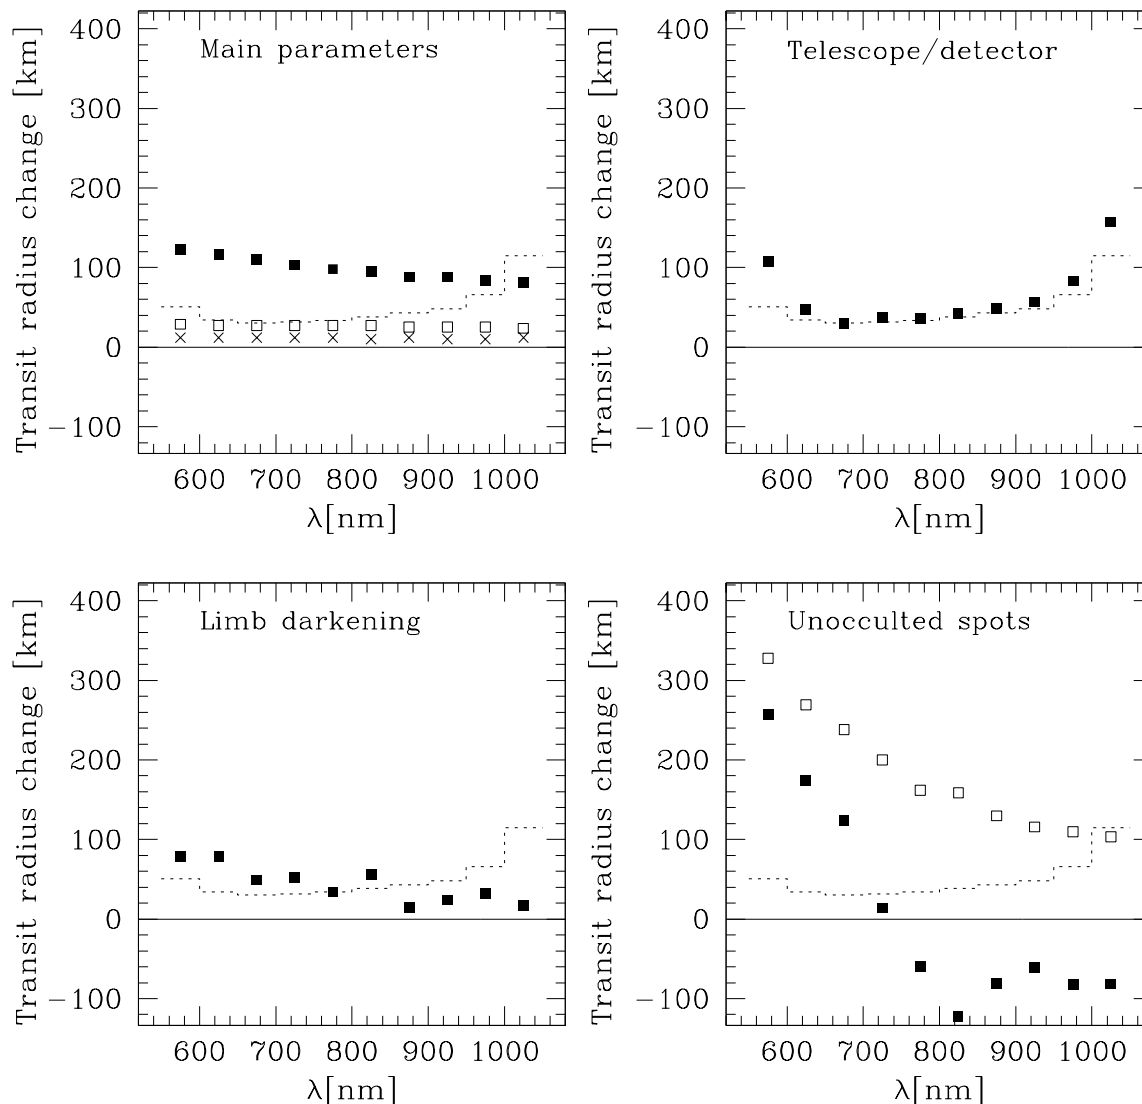 Main parameters
Transit radius change [km]
400
300
200
100
0
−100
600 700 800 900 1000
λ[nm]
Telescope/detector
Transit radius change [km]
400
300
200
100
0
−100
600 700 800 900 1000
λ[nm]
Limb darkening
Transit radius change [km]
400
300
200
100
0
−100
600 700 800 900 1000
λ[nm]
Unocculted spots
Transit radius change [km]
400
300
200
100
0
−100
600 700 800 900 1000
λ[nm]